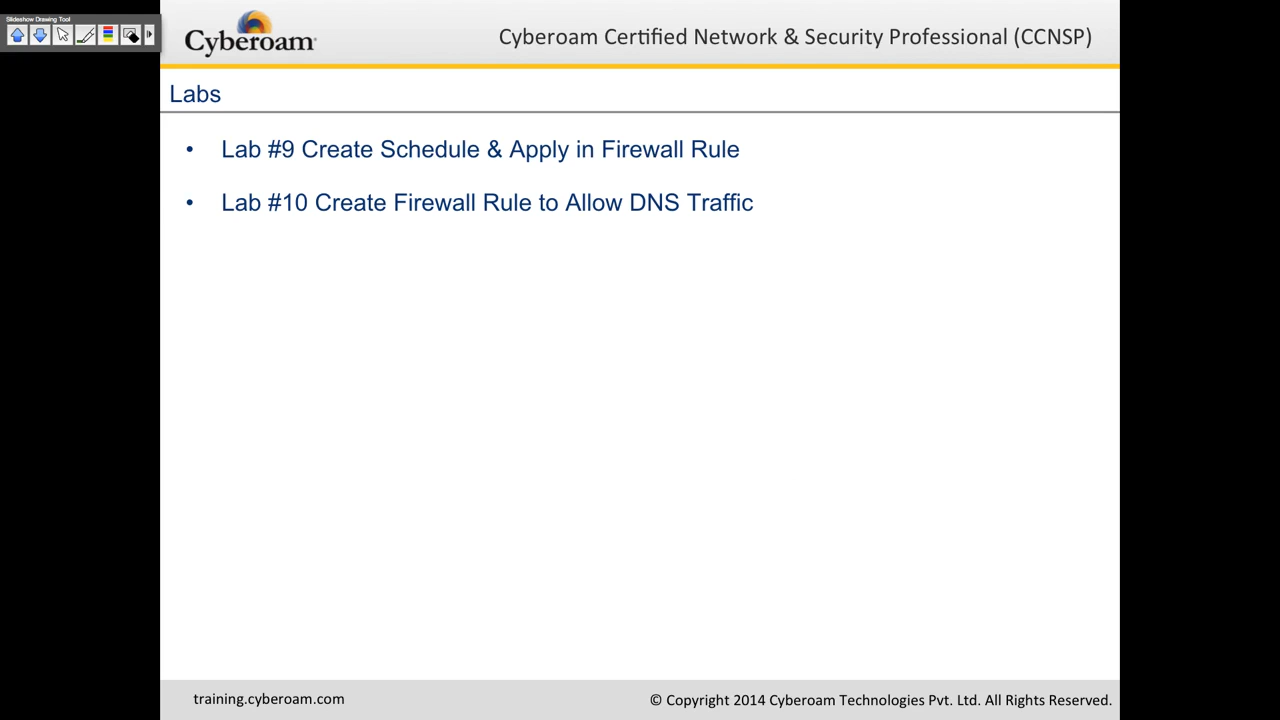 Slideshow Drawing Tool
Cyberoam
Cyberoam Certified Network & Security Professional (CCNSP)
Labs
• Lab #9 Create Schedule & Apply in Firewall Rule
• Lab #10 Create Firewall Rule to Allow DNS Traffic
training.cyberoam.com
© Copyright 2014 Cyberoam Technologies Pvt. Ltd. All Rights Reserved.